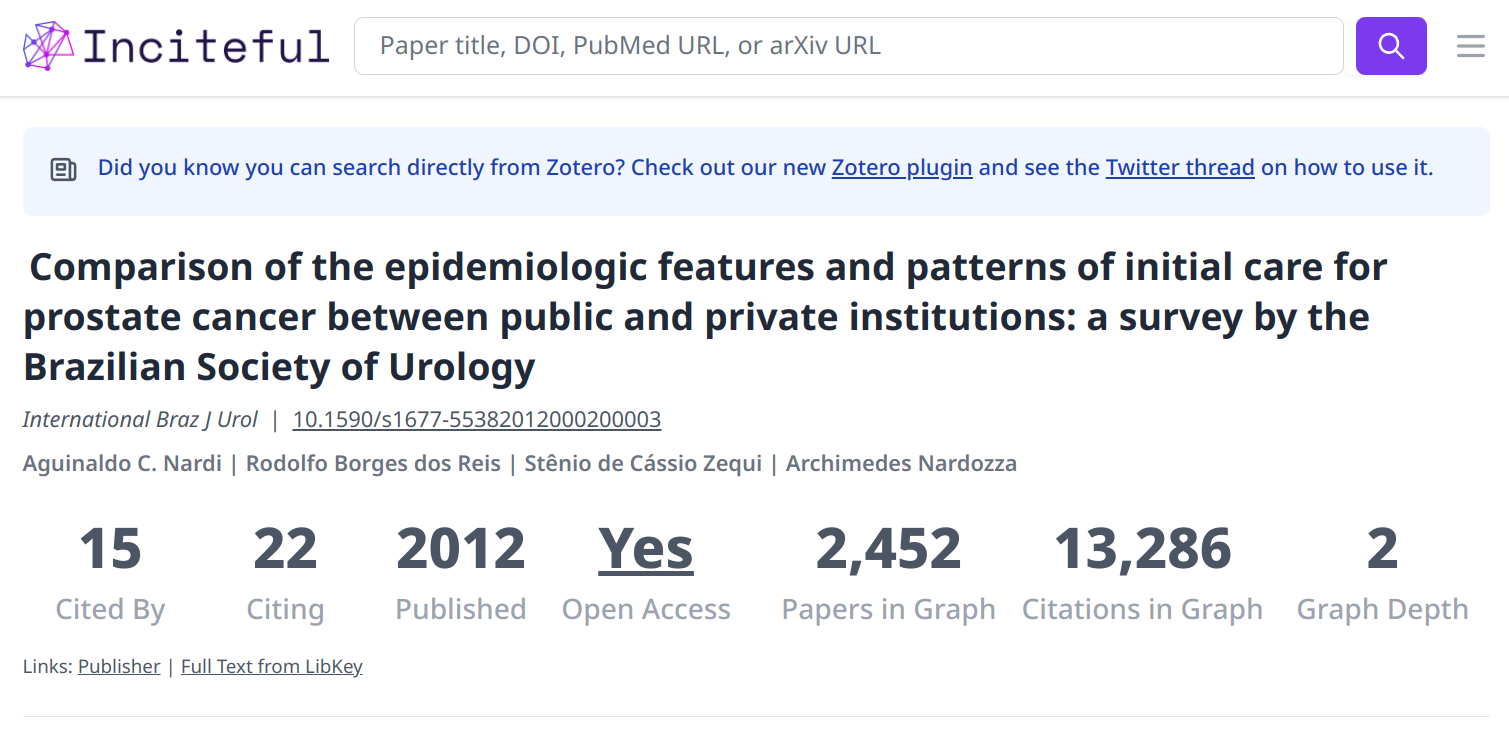 Inciteful
Paper title, DOI, PubMed URL, or arXiv URL
Did you know you can search directly from Zotero? Check out our new Zotero plugin and see the Twitter thread on how to use it.
Comparison of the epidemiologic features and patterns of initial care for
prostate cancer between public and private institutions: a survey by the
Brazilian Society of Urology
International Braz J Urol | 10.1590/s1677-55382012000200003
Aguinaldo C. Nardi | Rodolfo Borges dos Reis | Stênio de Cássio Zequi | Archimedes Nardozza
15 22 2012 Yes 2,452 13,286 2
Cited By Citing Published Open Access Papers in Graph Citations in Graph Graph Depth
Links: Publisher | Full Text from LibKey